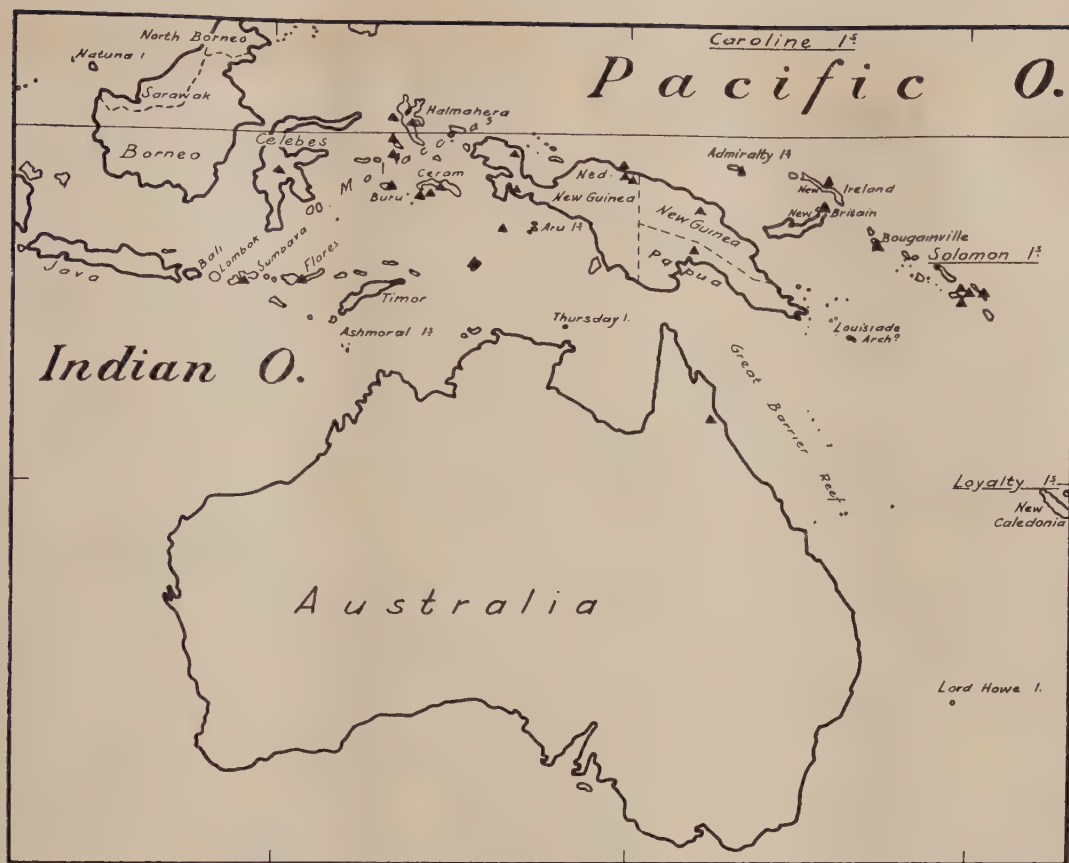 Caroline Is
North Borneo
Natuna I
Pacific O.
Sarawak
Halmahera
Celebes
Borneo
Admiralty Is
Ceram
Ned.
New Ireland
M
Buru
New Guinea
New Guinea
New Britain
Aru Is
Bougainville
Bali
Lombok
Sumbava
Flores
Solomon Is
Java
Papua
Timor
Thursday I.
Ashmoral Is
Louisiade
Arch?
Indian O.
Great Barrier Reef
Loyalty Is
New
Caledonia
Australia
Lord Howe I.